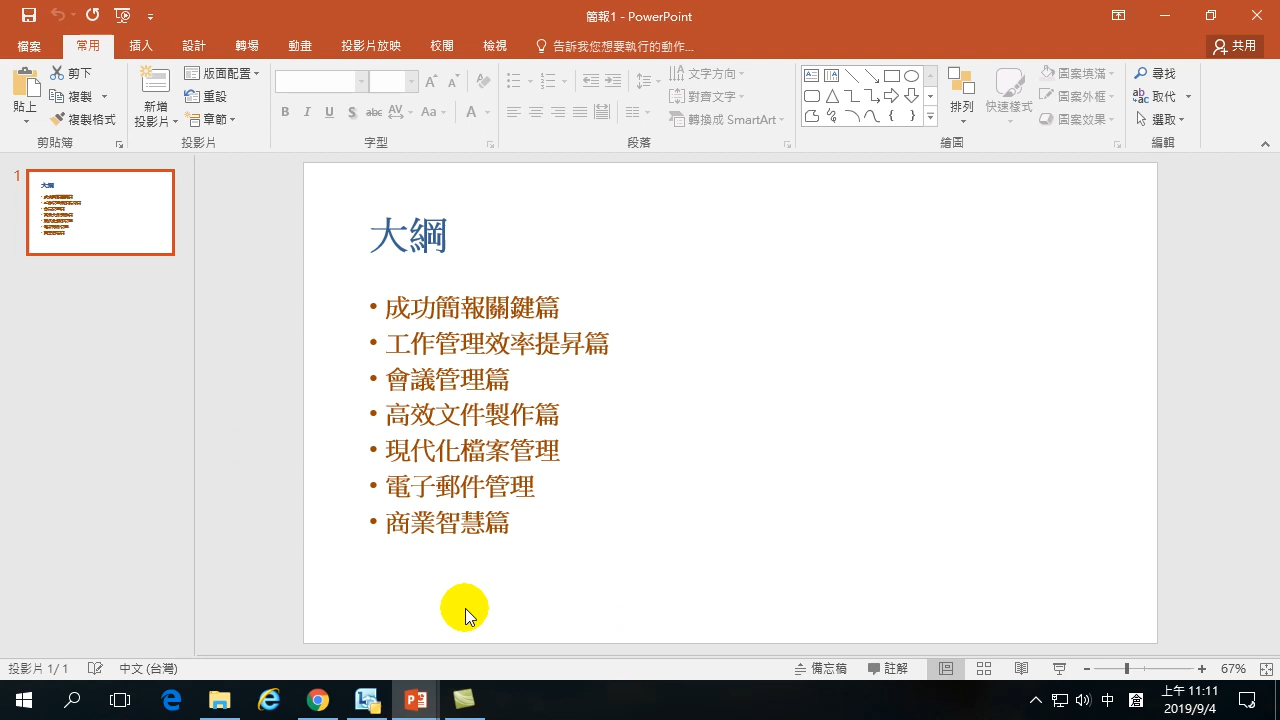 簡報1 - PowerPoint
檔案 常用 插入 設計 轉場 動畫 投影片放映 校閱 檢視 告訴我您想要執行的動作... 共用
剪下 版面配置 文字方向 圖案填滿 尋找
貼上 複製 新增投影片 重設 對齊文字 排列 快速樣式 圖案外框 取代
複製格式 章節 B I U S abc AV Aa A 轉換成 SmartArt 圖案效果 選取
剪貼簿 投影片 字型 段落 繪圖 編輯
1
大綱
• 成功簡報關鍵篇
• 工作管理效率提昇篇
• 會議管理篇
• 高效文件製作篇
• 現代化檔案管理
• 電子郵件管理
• 商業智慧篇
投影片 1/1 中文 (台灣) 備忘稿 註解 67%
中 上午 11:11
2019/9/4